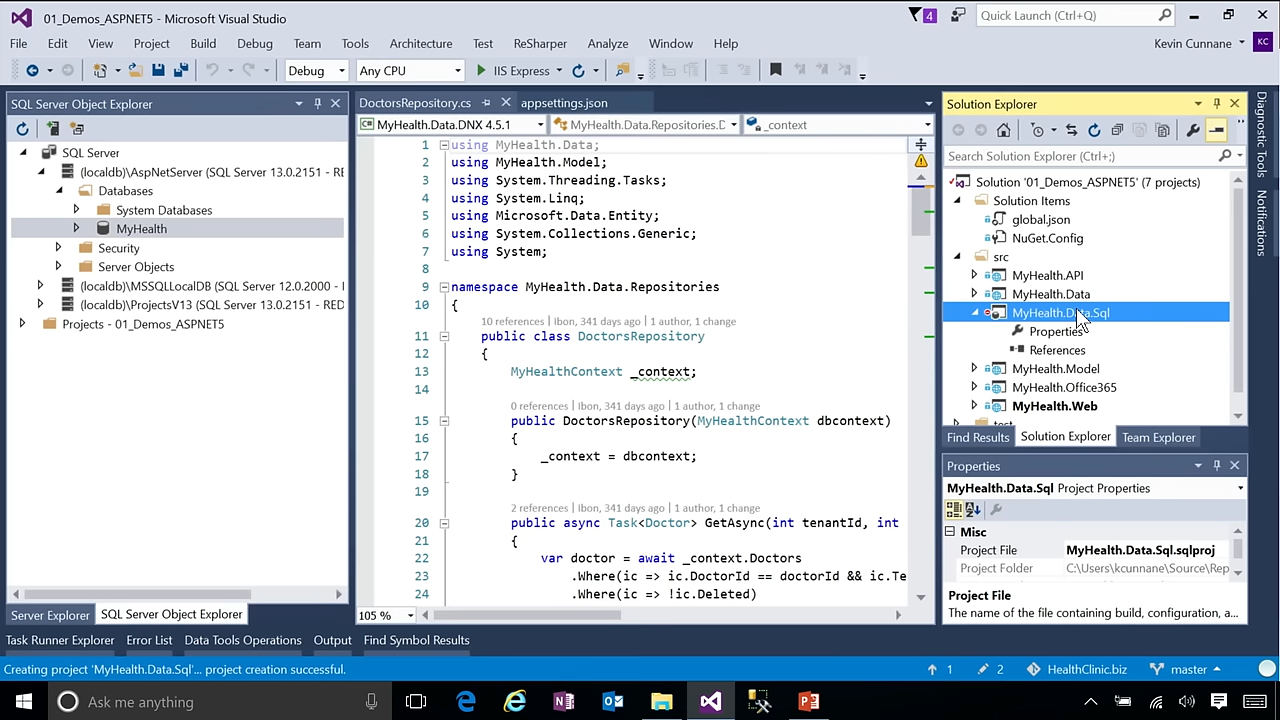 01_Demos_ASPNET5 - Microsoft Visual Studio
4
Quick Launch (Ctrl+Q)
File Edit View Project Build Debug Team Tools Architecture Test ReSharper Analyze Window Help
Kevin Cunnane KC
Debug Any CPU IIS Express
SQL Server Object Explorer
SQL Server
(localdb)\AspNetServer (SQL Server 13.0.2151 - RE
Databases
System Databases
MyHealth
Security
Server Objects
(localdb)\MSSQLLocalDB (SQL Server 12.0.2000 -
(localdb)\ProjectsV13 (SQL Server 13.0.2151 - RED
Projects - 01_Demos_ASPNET5
Server Explorer SQL Server Object Explorer
DoctorsRepository.cs appsettings.json
MyHealth.Data.DNX 4.5.1 MyHealth.Data.Repositories.D _context
1 using MyHealth.Data;
2 using MyHealth.Model;
3 using System.Threading.Tasks;
4 using System.Linq;
5 using Microsoft.Data.Entity;
6 using System.Collections.Generic;
7 using System;
8
9 namespace MyHealth.Data.Repositories
10 {
10 references | Ibon, 341 days ago | 1 author, 1 change
11 public class DoctorsRepository
12 {
13 MyHealthContext _context;
14
0 references | Ibon, 341 days ago | 1 author, 1 change
15 public DoctorsRepository(MyHealthContext dbcontext)
16 {
17 _context = dbcontext;
18 }
19
2 references | Ibon, 341 days ago | 1 author, 1 change
20 public async Task<Doctor> GetAsync(int tenantId, int
21 {
22 var doctor = await _context.Doctors
23 .Where(ic => ic.DoctorId == doctorId && ic.Te
24 .Where(ic => !ic.Deleted)
105 %
Solution Explorer
Search Solution Explorer (Ctrl+;)
Solution '01_Demos_ASPNET5' (7 projects)
Solution Items
global.json
NuGet.Config
src
MyHealth.API
MyHealth.Data
MyHealth.Data.Sql
Properties
References
MyHealth.Model
MyHealth.Office365
MyHealth.Web
test
Find Results Solution Explorer Team Explorer
Properties
MyHealth.Data.Sql Project Properties
Misc
Project File MyHealth.Data.Sql.sqlproj
Project Folder C:\Users\kcunnane\Source\Rep
Project File
The name of the file containing build, configuration, a...
Diagnostic Tools
Notifications
Task Runner Explorer Error List Data Tools Operations Output Find Symbol Results
Creating project 'MyHealth.Data.Sql'... project creation successful. 1 2 HealthClinic.biz master
Ask me anything